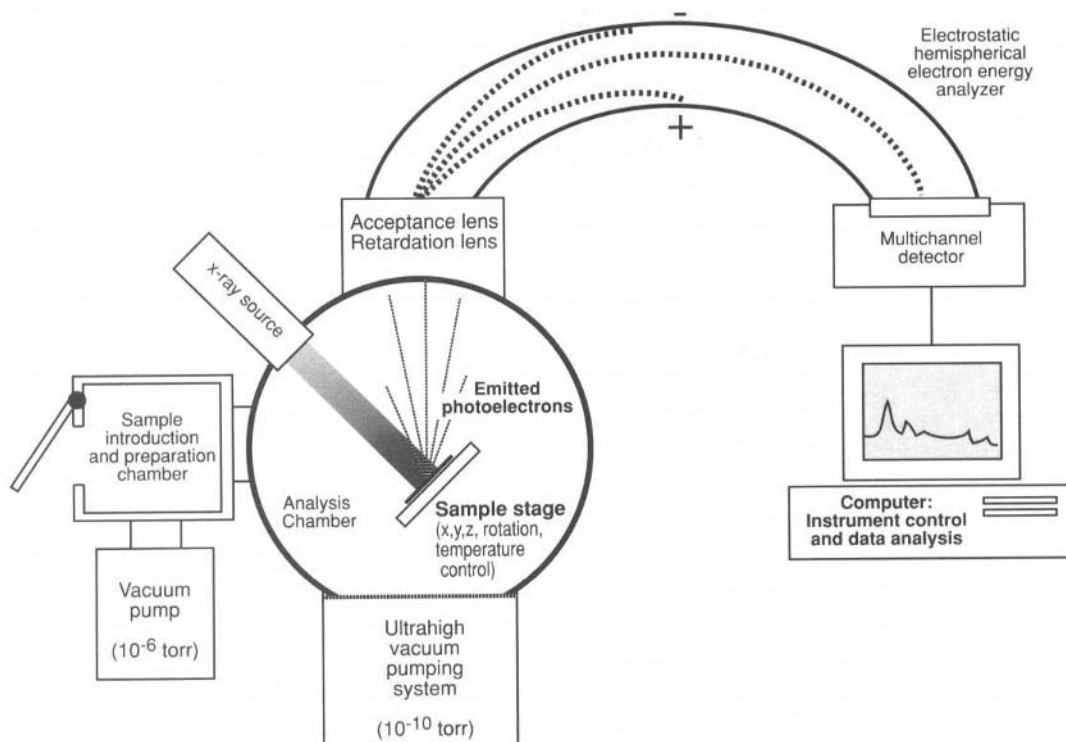 -
Electrostatic
hemispherical
electron energy
analyzer
+
Acceptance lens
Retardation lens
Multichannel
detector
x-ray source
Emitted
photoelectrons
Sample
introduction
and preparation
chamber
Analysis
Chamber
Sample stage
(x,y,z, rotation,
temperature
control)
Computer:
Instrument control
and data analysis
Vacuum
pump
(10⁻⁶ torr)
Ultrahigh
vacuum
pumping
system
(10⁻¹⁰ torr)